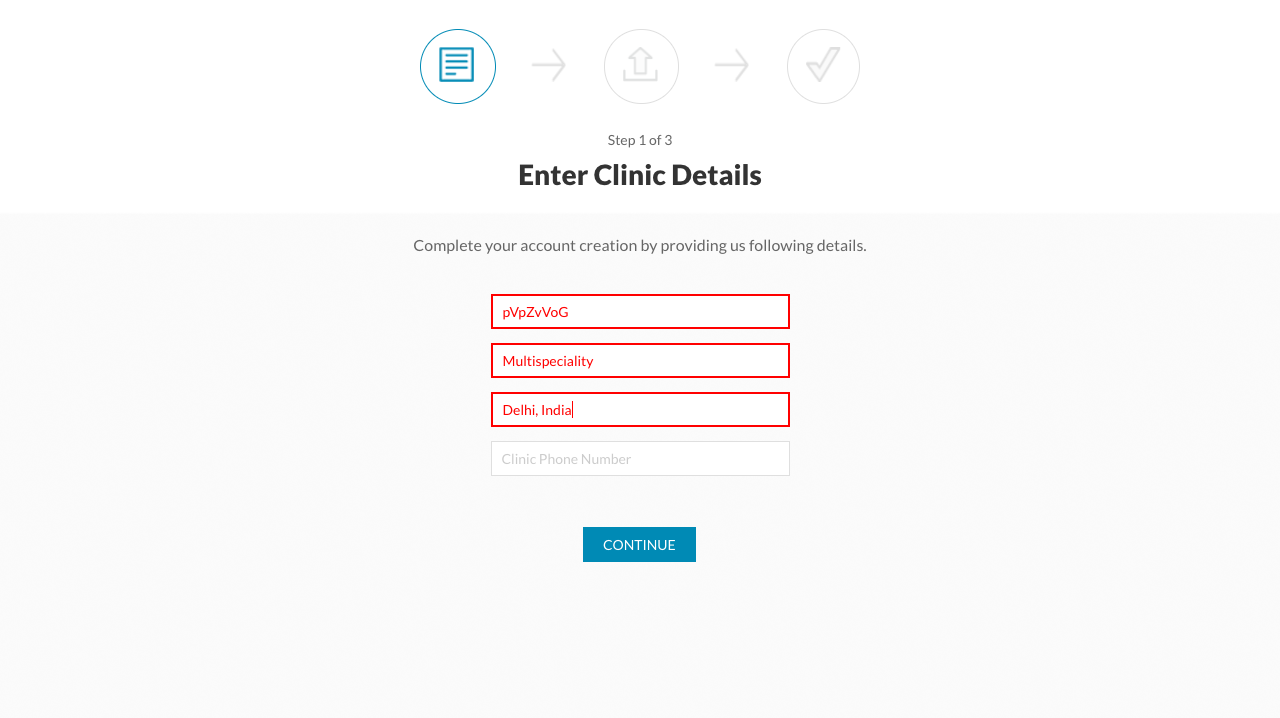 Step 1 of 3
Enter Clinic Details
Complete your account creation by providing us following details.
pVpZvVoG
Multispeciality
Delhi, India
Clinic Phone Number
CONTINUE